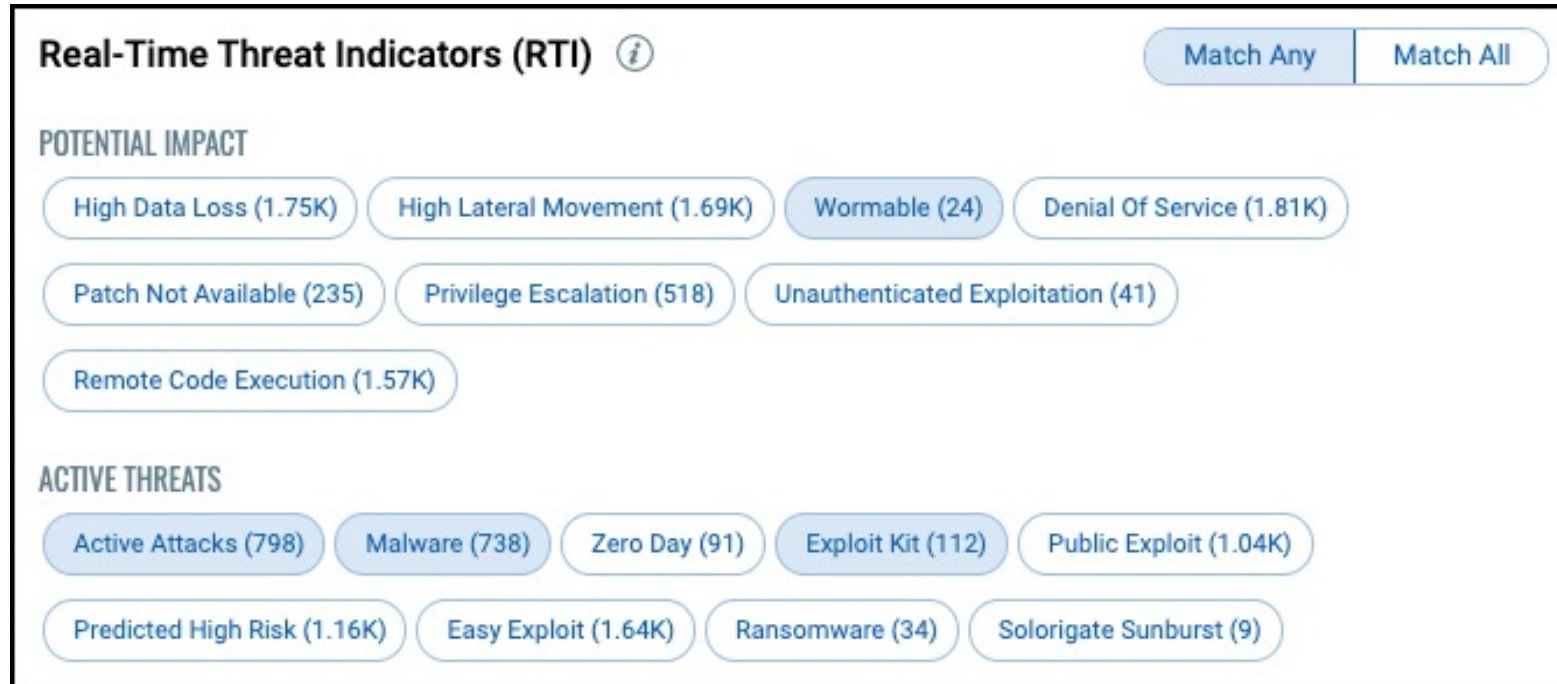 Real-Time Threat Indicators (RTI) i Match Any Match All
POTENTIAL IMPACT
High Data Loss (1.75K) High Lateral Movement (1.69K) Wormable (24) Denial Of Service (1.81K)
Patch Not Available (235) Privilege Escalation (518) Unauthenticated Exploitation (41)
Remote Code Execution (1.57K)
ACTIVE THREATS
Active Attacks (798) Malware (738) Zero Day (91) Exploit Kit (112) Public Exploit (1.04K)
Predicted High Risk (1.16K) Easy Exploit (1.64K) Ransomware (34) Solorigate Sunburst (9)